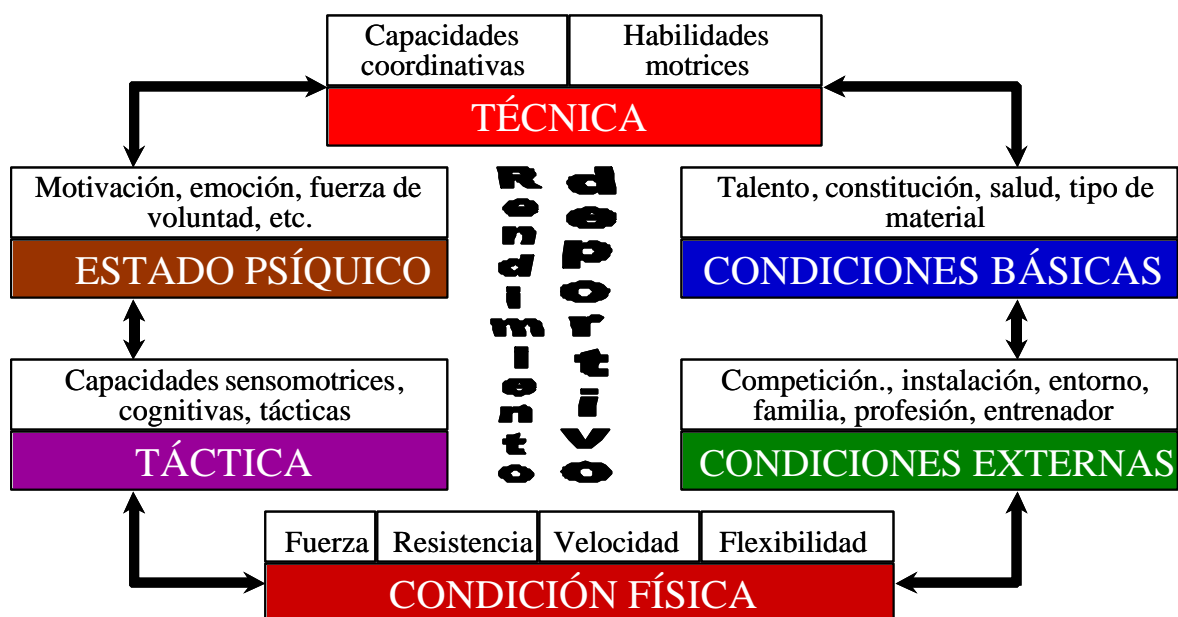 Capacidades coordinativas
Habilidades motrices
TÉCNICA
Motivación, emoción, fuerza de
voluntad, etc.
ESTADO PSÍQUICO
Talento, constitución, salud, tipo de
material
CONDICIONES BÁSICAS
Rendimiento
deportivo
Capacidades sensomotrices,
cognitivas, tácticas
TÁCTICA
Competición., instalación, entorno,
familia, profesión, entrenador
CONDICIONES EXTERNAS
Fuerza Resistencia Velocidad Flexibilidad
CONDICIÓN FÍSICA